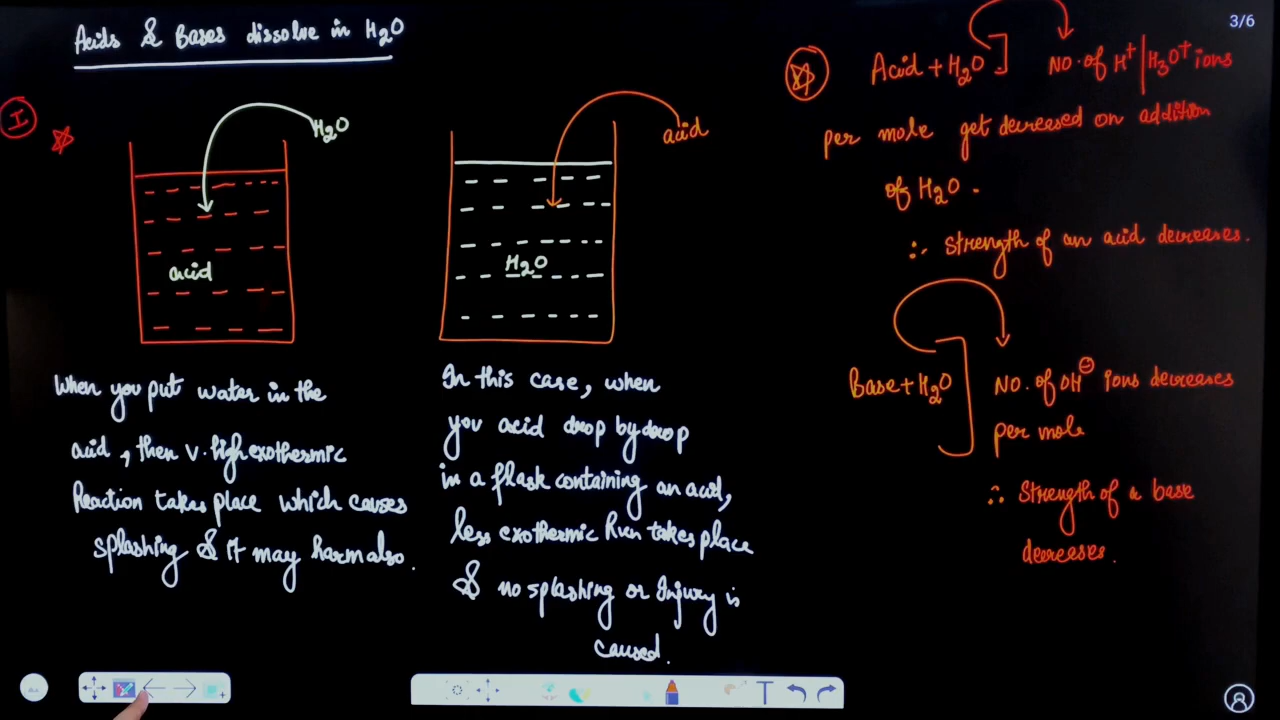 Acids & Bases dissolve in H2O
3/6
I
H2O
acid
acid
H2O
When you put water in the
acid, then v. high exothermic
Reaction takes place which causes
splashing & it may harm also.
In this case, when
you acid drop by drop
in a flask containing an acid,
less exothermic Rxn takes place
& no splashing or Injury is
caused.
Acid + H2O] NO. of H+ | H3O+ ions
per mole get decreased on addition
of H2O.
∴ Strength of an acid decreases.
Base + H2O] NO. of OH⊖ ions decreases
per mole
∴ Strength of a base
decreases.
T